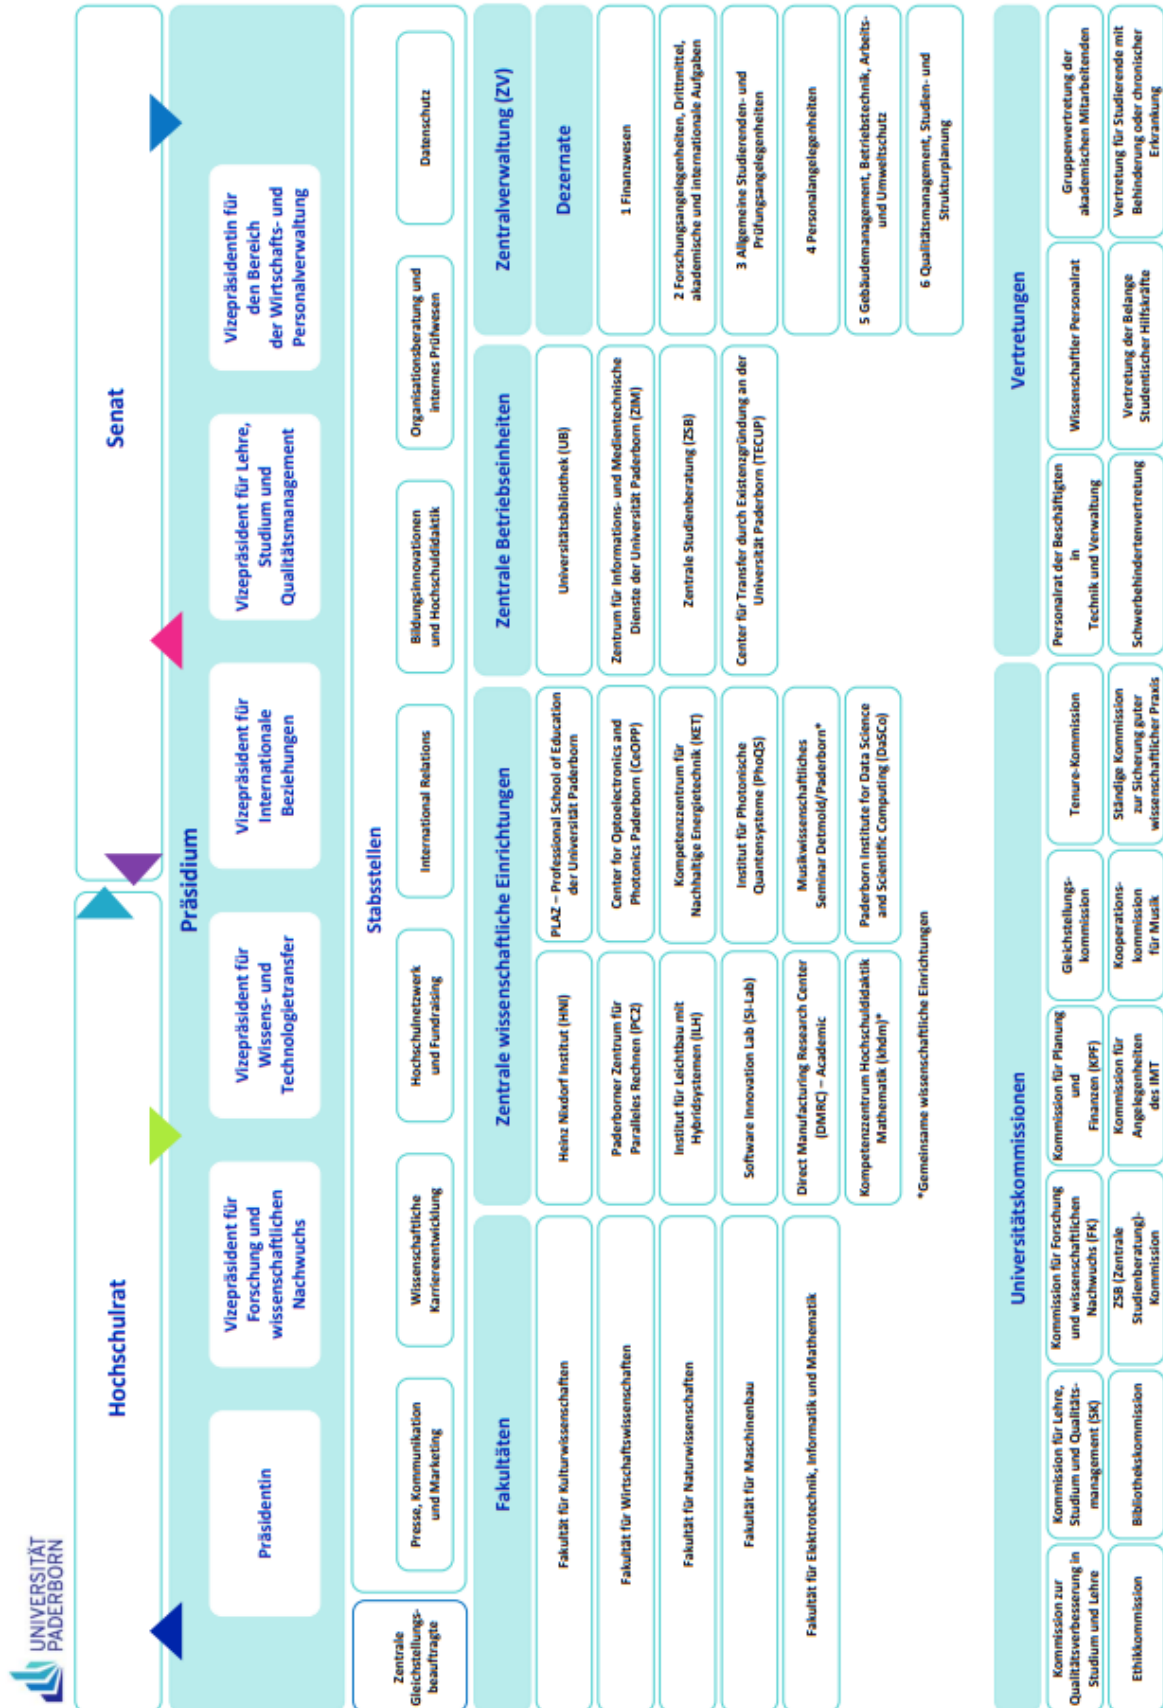 UNIVERSITÄT
PADERBORN
Hochschulrat
Senat
Präsidium
Präsidentin
Vizepräsident für
Forschung und
wissenschaftlichen
Nachwuchs
Vizepräsident für
Wissens- und
Technologietransfer
Vizepräsident für
Internationale
Beziehungen
Vizepräsident für Lehre,
Studium und
Qualitätsmanagement
Vizepräsidentin für
den Bereich
der Wirtschafts- und
Personalverwaltung
Zentrale
Gleichstellungs-
beauftragte
Stabsstellen
Presse, Kommunikation
und Marketing
Wissenschaftliche
Karriereentwicklung
Hochschulnetzwerk
und Fundraising
International Relations
Bildungsinnovationen
und Hochschuldidaktik
Organisationsberatung und
internes Prüfwesen
Datenschutz
Fakultäten
Fakultät für Kulturwissenschaften
Fakultät für Wirtschaftswissenschaften
Fakultät für Naturwissenschaften
Fakultät für Maschinenbau
Fakultät für Elektrotechnik, Informatik und Mathematik
Zentrale wissenschaftliche Einrichtungen
Heinz Nixdorf Institut (HNI)
PLAZ – Professional School of Education
der Universität Paderborn
Paderborner Zentrum für
Paralleles Rechnen (PC2)
Center for Optoelectronics and
Photonics Paderborn (CeOPP)
Institut für Leichtbau mit
Hybridsystemen (ILH)
Kompetenzzentrum für
Nachhaltige Energietechnik (KET)
Software Innovation Lab (SI-Lab)
Institut für Photonische
Quantensysteme (PhoQS)
Direct Manufacturing Research Center
(DMRC) – Academic
Musikwissenschaftliches
Seminar Detmold/Paderborn*
Kompetenzzentrum Hochschuldidaktik
Mathematik (khdm)*
Paderborn Institute for Data Science
and Scientific Computing (DaSCo)
*Gemeinsame wissenschaftliche Einrichtungen
Zentrale Betriebseinheiten
Universitätsbibliothek (UB)
Zentrum für Informations- und Medientechnische
Dienste der Universität Paderborn (ZIM)
Zentrale Studienberatung (ZSB)
Center für Transfer durch Existenzgründung an der
Universität Paderborn (TECUP)
Zentralverwaltung (ZV)
Dezernate
1 Finanzwesen
2 Forschungsangelegenheiten, Drittmittel,
akademische und internationale Aufgaben
3 Allgemeine Studierenden- und
Prüfungsangelegenheiten
4 Personalangelegenheiten
5 Gebäudemanagement, Betriebstechnik, Arbeits-
und Umweltschutz
6 Qualitätsmanagement, Studien- und
Strukturplanung
Universitätskommissionen
Kommission zur
Qualitätsverbesserung in
Studium und Lehre
Kommission für Lehre,
Studium und Qualitäts-
management (SK)
Kommission für Forschung
und wissenschaftlichen
Nachwuchs (FK)
Kommission für Planung
und
Finanzen (KPF)
Gleichstellungs-
kommission
Tenure-Kommission
Ethikkommission
Bibliothekskommission
ZSB (Zentrale
Studienberatung)-
Kommission
Kommission für
Angelegenheiten
des IMT
Kooperations-
kommission
für Musik
Ständige Kommission
zur Sicherung guter
wissenschaftlicher Praxis
Vertretungen
Personalrat der Beschäftigten
in
Technik und Verwaltung
Wissenschaftler Personalrat
Gruppenvertretung der
akademischen Mitarbeitenden
Schwerbehindertenvertretung
Vertretung der Belange
Studentischer Hilfskräfte
Vertretung für Studierende mit
Behinderung oder chronischer
Erkrankung